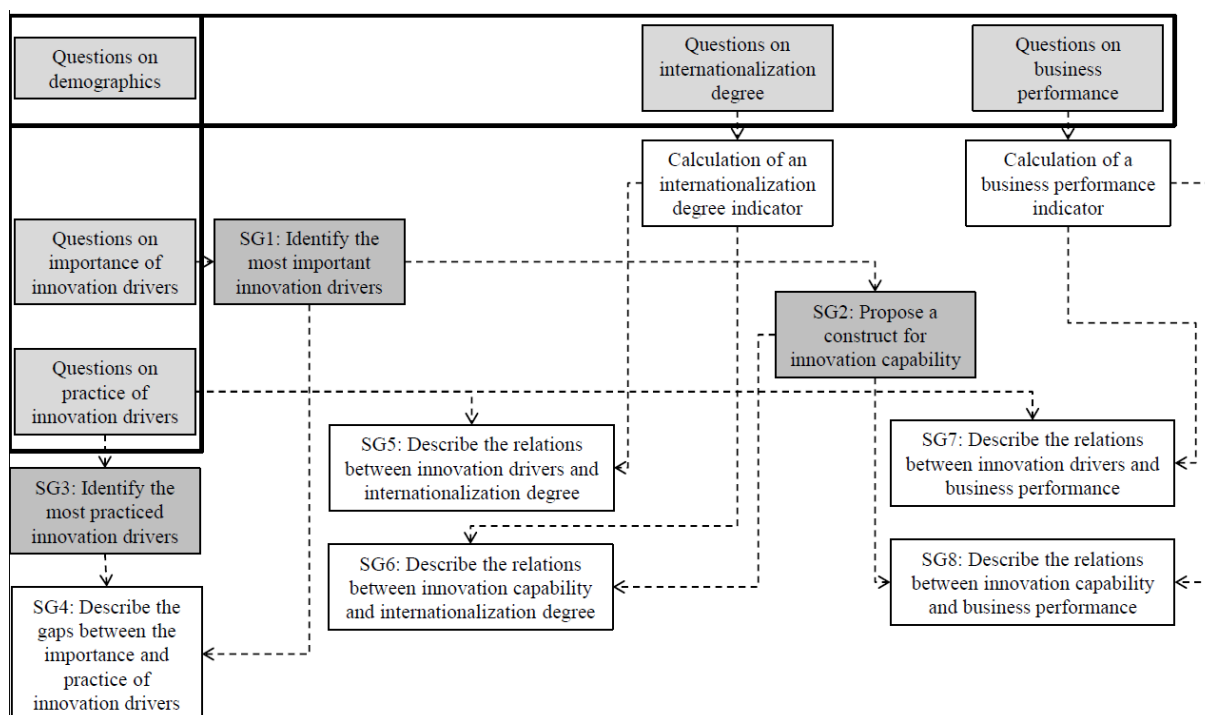 Questions on
demographics
Questions on
internationalization
degree
Questions on
business
performance
Calculation of an
internationalization
degree indicator
Calculation of a
business performance
indicator
Questions on
importance of
innovation drivers
SG1: Identify the
most important
innovation drivers
SG2: Propose a
construct for
innovation capability
Questions on
practice of
innovation drivers
SG5: Describe the relations
between innovation drivers and
internationalization degree
SG7: Describe the relations
between innovation drivers and
business performance
SG3: Identify the
most practiced
innovation drivers
SG6: Describe the relations
between innovation capability
and internationalization degree
SG8: Describe the relations
between innovation capability
and business performance
SG4: Describe the
gaps between the
importance and
practice of
innovation drivers